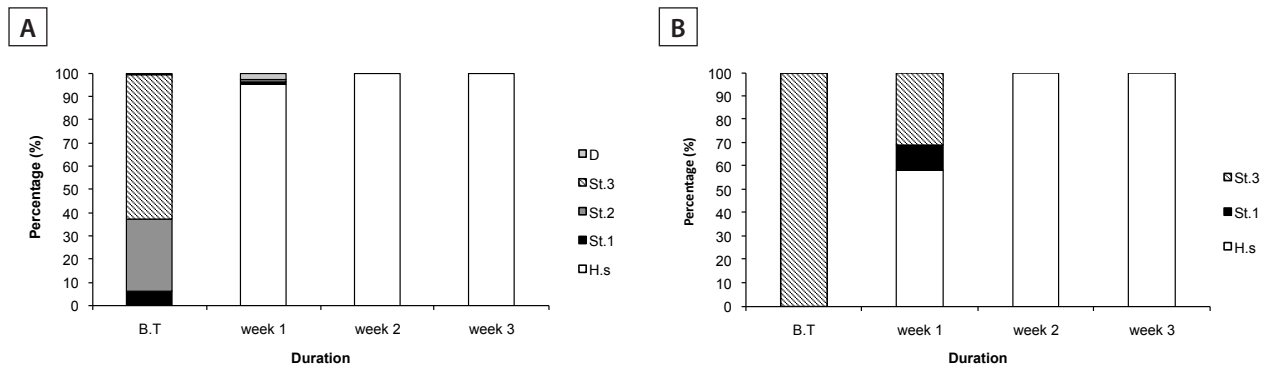 A
Percentage (%)
100
90
80
70
60
50
40
30
20
10
0
B.T week 1 week 2 week 3
Duration
D
St.3
St.2
St.1
H.s
B
Percentage (%)
100
90
80
70
60
50
40
30
20
10
0
B.T week 1 week 2 week 3
Duration
St.3
St.1
H.s